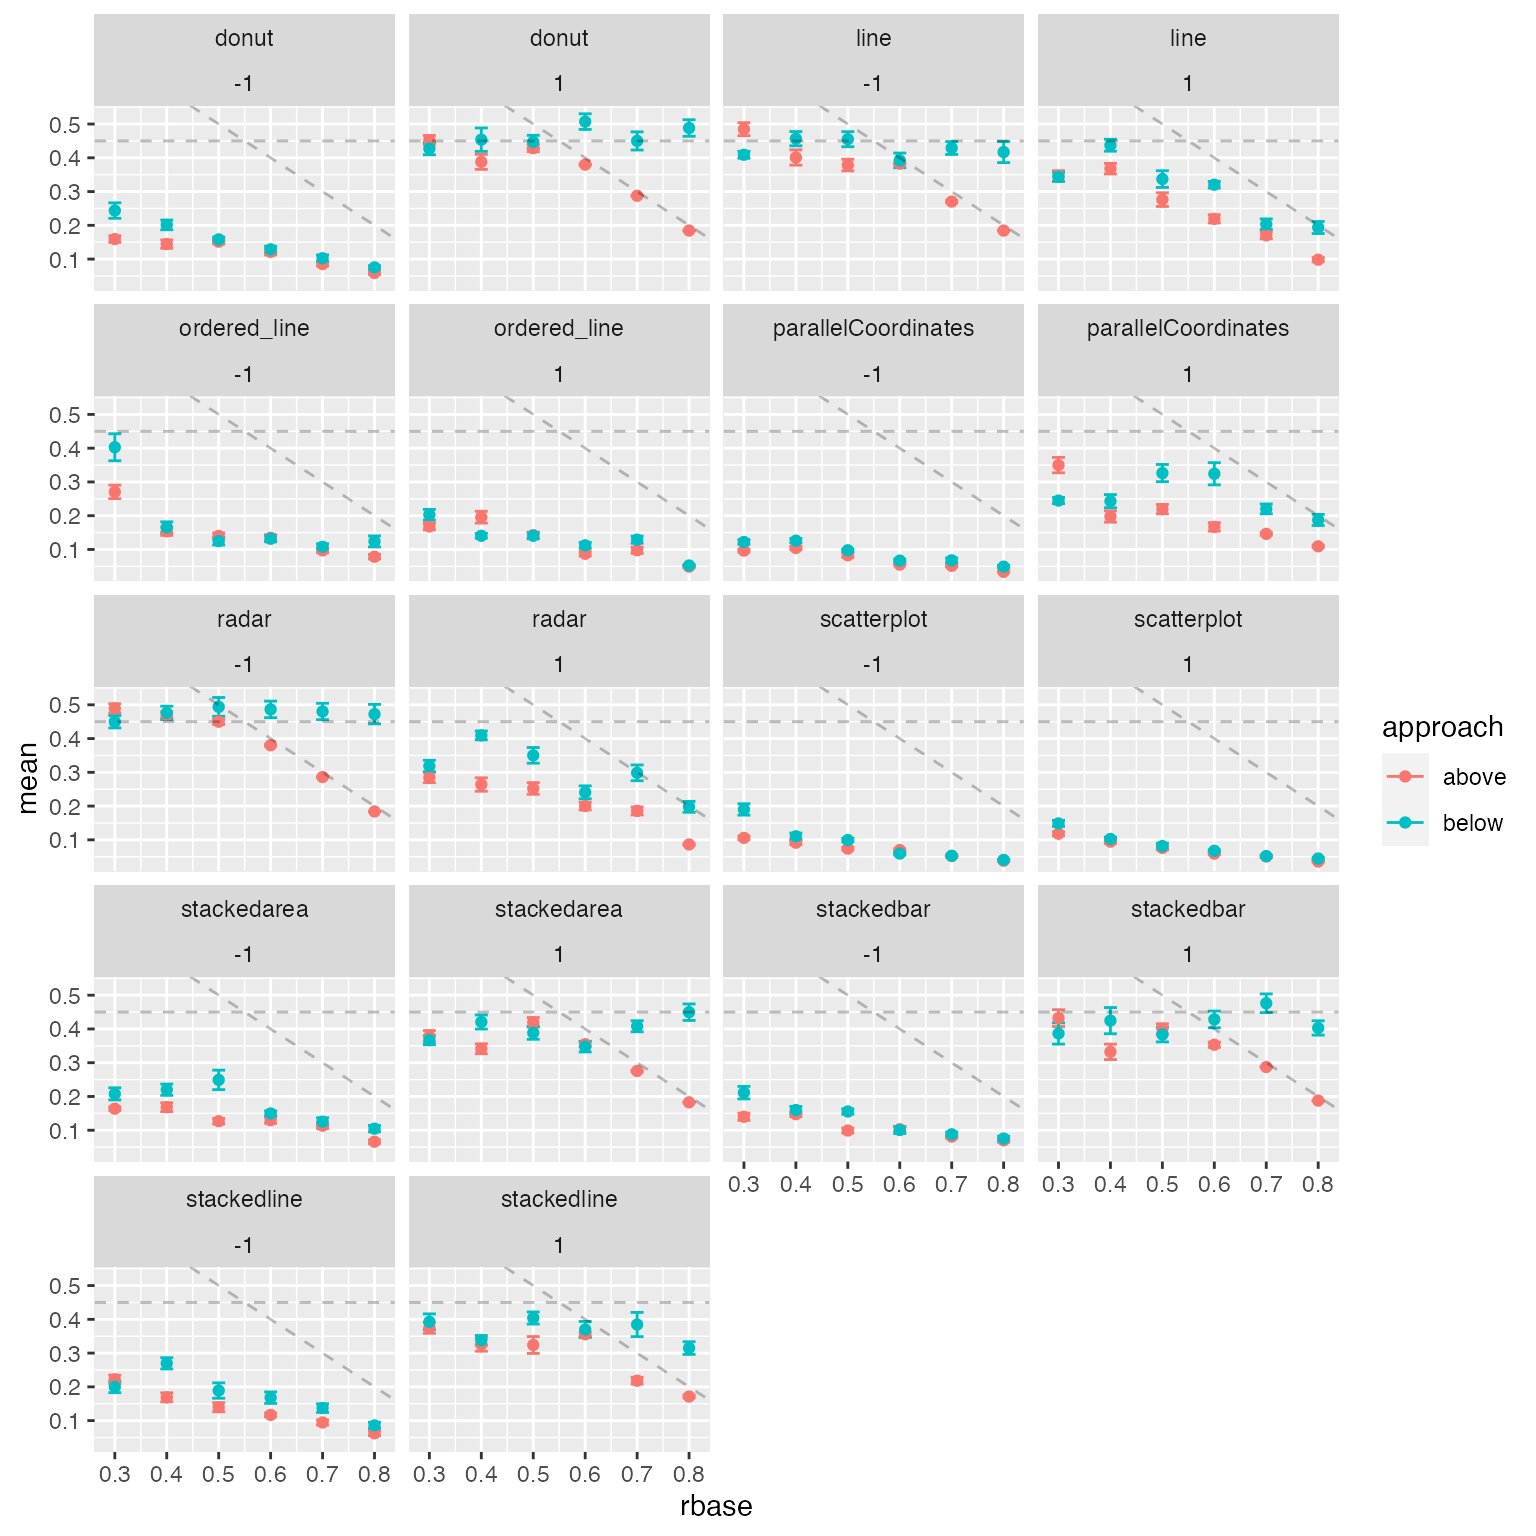 donut donut line line
-1 1 -1 1
0.5
0.4
0.3
0.2
0.1
ordered_line ordered_line parallelCoordinates parallelCoordinates
-1 1 -1 1
0.5
0.4
0.3
0.2
0.1
radar radar scatterplot scatterplot
-1 1 -1 1
0.5
0.4
0.3
0.2
0.1
mean
approach
above
below
stackedarea stackedarea stackedbar stackedbar
-1 1 -1 1
0.5
0.4
0.3
0.2
0.1
0.3 0.4 0.5 0.6 0.7 0.8 0.3 0.4 0.5 0.6 0.7 0.8
stackedline stackedline
-1 1
0.5
0.4
0.3
0.2
0.1
0.3 0.4 0.5 0.6 0.7 0.8 0.3 0.4 0.5 0.6 0.7 0.8
rbase